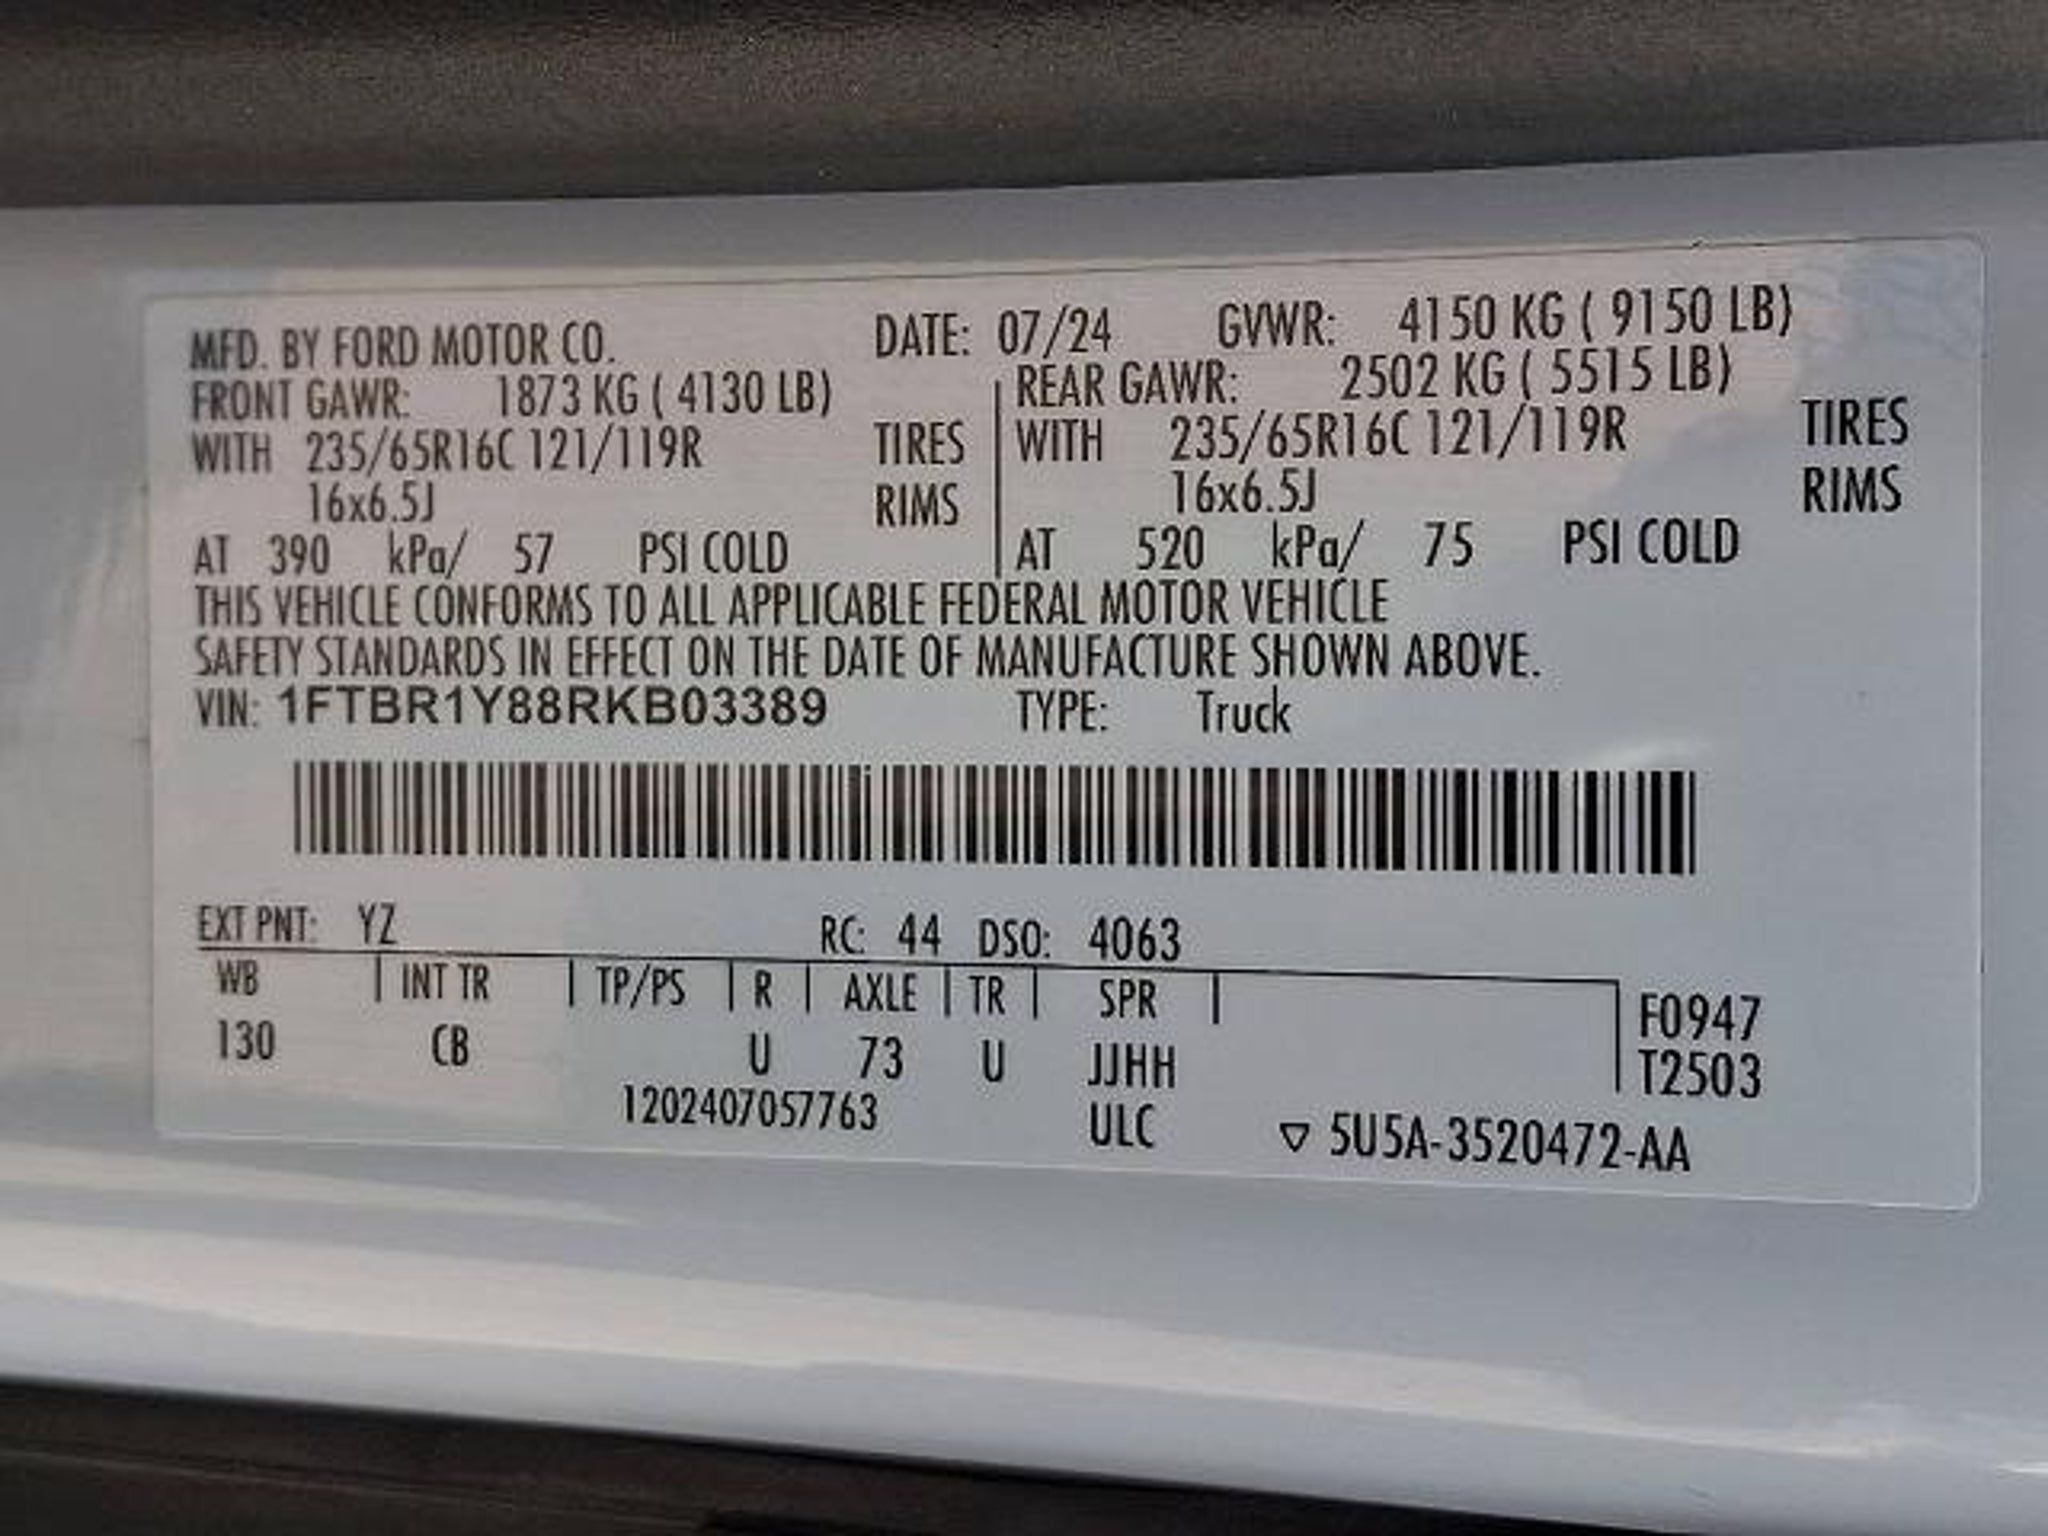 MFD. BY FORD MOTOR CO. DATE: 07/24 GVWR: 4150 KG ( 9150 LB)
FRONT GAWR: 1873 KG ( 4130 LB) REAR GAWR: 2502 KG ( 5515 LB)
WITH 235/65R16C 121/119R TIRES WITH 235/65R16C 121/119R TIRES
16x6.5J RIMS 16x6.5J RIMS
AT 390 kPa/ 57 PSI COLD AT 520 kPa/ 75 PSI COLD
THIS VEHICLE CONFORMS TO ALL APPLICABLE FEDERAL MOTOR VEHICLE
SAFETY STANDARDS IN EFFECT ON THE DATE OF MANUFACTURE SHOWN ABOVE.
VIN: 1FTBR1Y88RKB03389 TYPE: Truck
EXT PNT: YZ RC: 44 DSO: 4063
WB | INT TR | TP/PS | R | AXLE | TR | SPR | F0947
130 CB U 73 U JJHH T2503
1202407057763 ULC ▽ 5U5A-3520472-AA